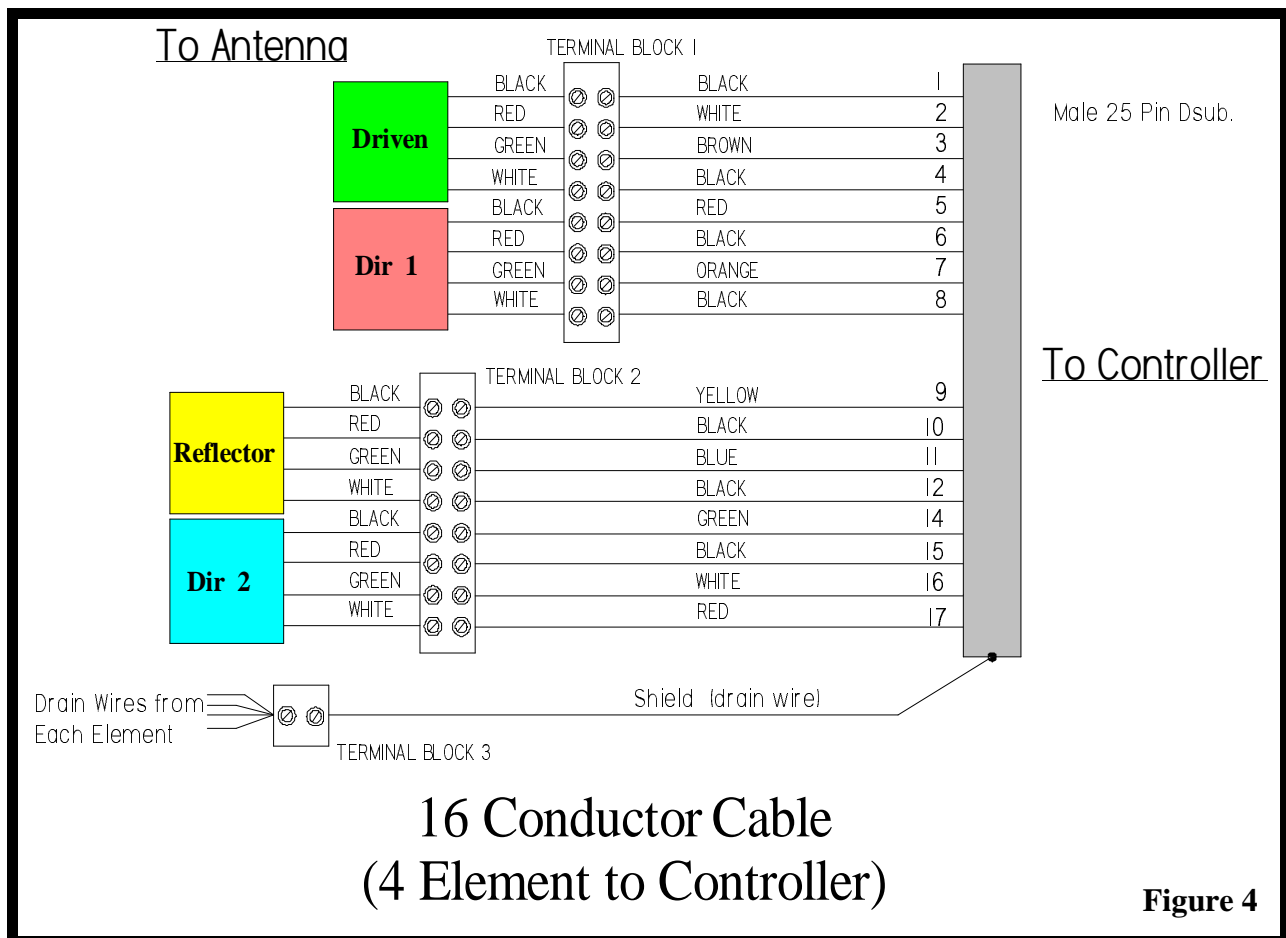 To Antenna
TERMINAL BLOCK 1
BLACK BLACK 1
RED WHITE 2
Male 25 Pin Dsub.
Driven
GREEN BROWN 3
WHITE BLACK 4
BLACK RED 5
RED BLACK 6
Dir 1
GREEN ORANGE 7
WHITE BLACK 8
To Controller
TERMINAL BLOCK 2
BLACK YELLOW 9
RED BLACK 10
Reflector
GREEN BLUE 11
WHITE BLACK 12
BLACK GREEN 14
RED BLACK 15
Dir 2
GREEN WHITE 16
WHITE RED 17
Drain Wires from
Each Element
Shield (drain wire)
TERMINAL BLOCK 3
16 Conductor Cable
(4 Element to Controller)
Figure 4